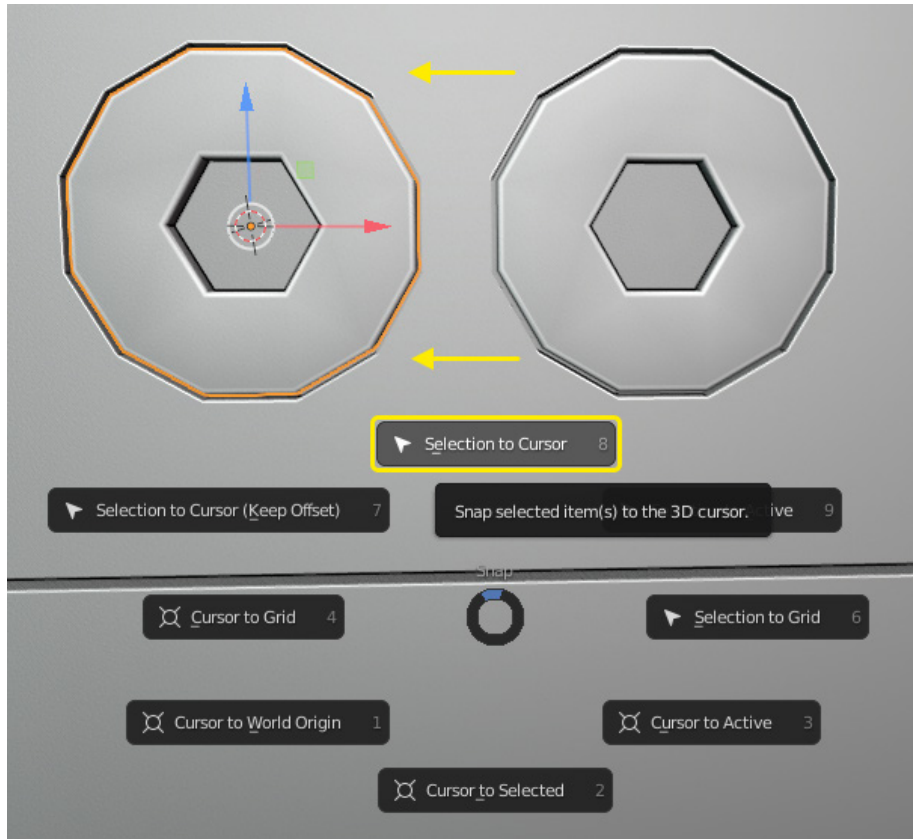 Selection to Cursor 8
Selection to Cursor (Keep Offset) 7
Snap selected item(s) to the 3D cursor.
tive 9
Snap
Cursor to Grid 4
Selection to Grid 6
Cursor to World Origin 1
Cursor to Active 3
Cursor to Selected 2